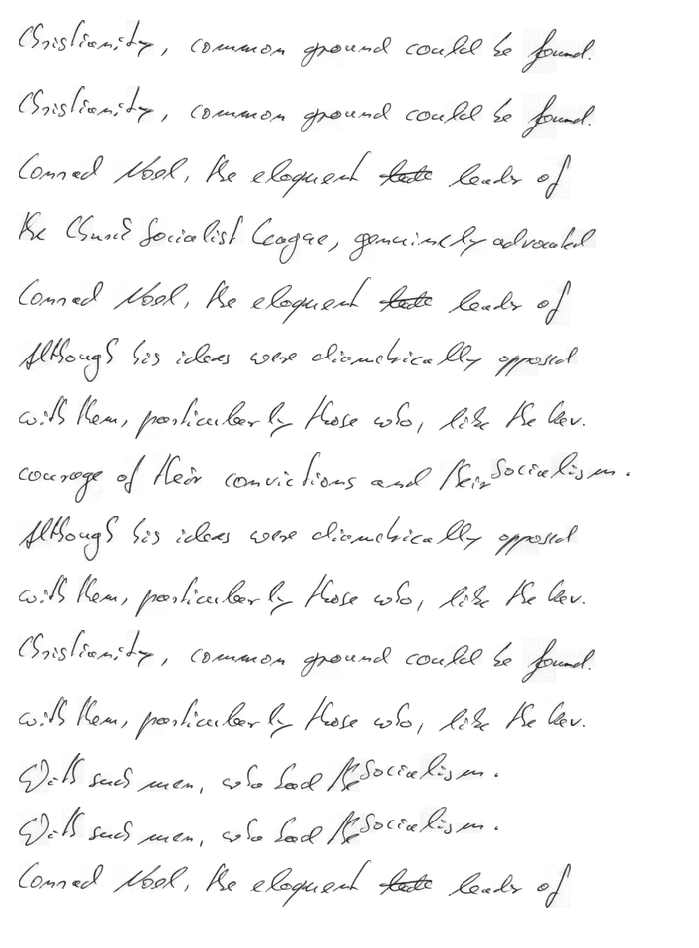 Christianity, common ground could be found.
Christianity, common ground could be found.
Conrad Noel, the eloquent leader of
the Church Socialist League, genuinely advocated
Conrad Noel, the eloquent leader of
Although his ideas were diametrically opposed
with them, particularly those who, like the Rev.
courage of their convictions and their Socialism.
Although his ideas were diametrically opposed
with them, particularly those who, like the Rev.
Christianity, common ground could be found.
with them, particularly those who, like the Rev.
With such men, who had the Socialism.
With such men, who had the Socialism.
Conrad Noel, the eloquent leader of